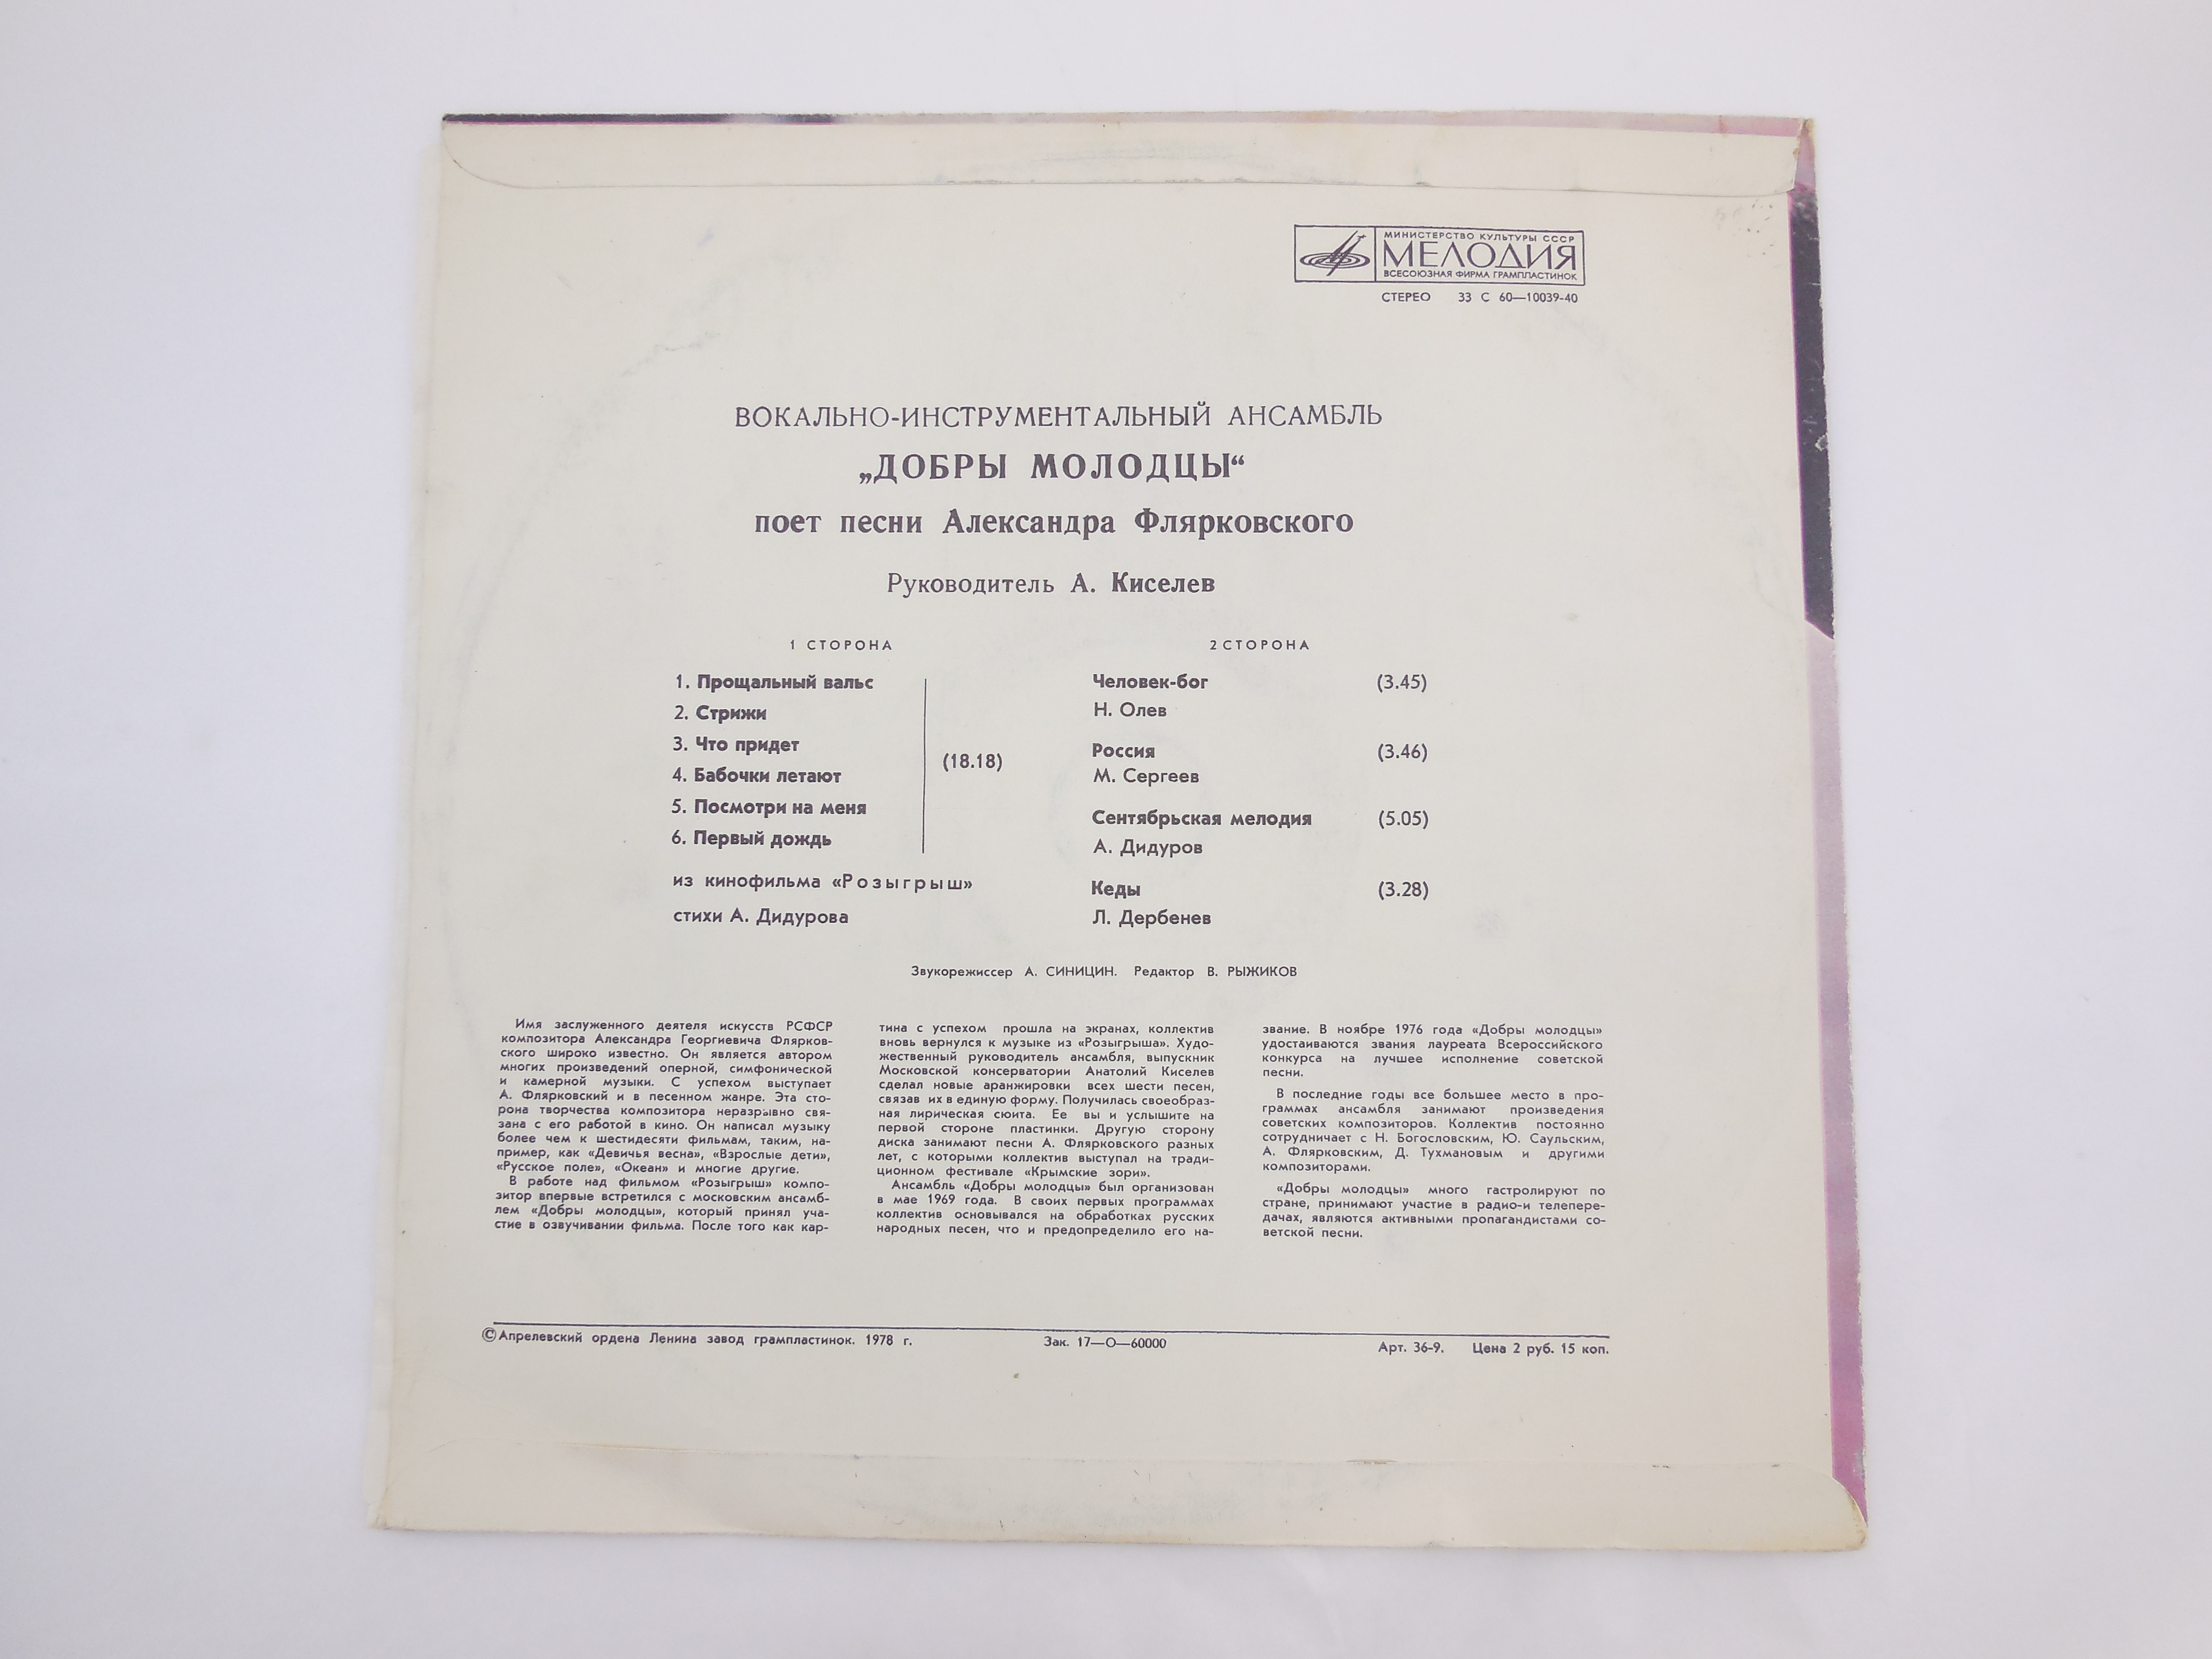 МИНИСТЕРСТВО КУЛЬТУРЫ СССР
МЕЛОДИЯ
ВСЕСОЮЗНАЯ ФИРМА ГРАМПЛАСТИНОК
СТЕРЕО 33 С 60—10039-40
ВОКАЛЬНО-ИНСТРУМЕНТАЛЬНЫЙ АНСАМБЛЬ
„ДОБРЫ МОЛОДЦЫ“
поет песни Александра Флярковского
Руководитель А. Киселев
1 СТОРОНА
1. Прощальный вальс
2. Стрижи
3. Что придет
4. Бабочки летают
5. Посмотри на меня
6. Первый дождь
(18.18)
из кинофильма «Розыгрыш»
стихи А. Дидурова
2 СТОРОНА
Человек-бог (3.45)
Н. Олев
Россия (3.46)
М. Сергеев
Сентябрьская мелодия (5.05)
А. Дидуров
Кеды (3.28)
Л. Дербенев
Звукорежиссер А. СИНИЦИН. Редактор В. РЫЖИКОВ
Имя заслуженного деятеля искусств РСФСР
композитора Александра Георгиевича Флярков-
ского широко известно. Он является автором
многих произведений оперной, симфонической
и камерной музыки. С успехом выступает
А. Флярковский и в песенном жанре. Эта сто-
рона творчества композитора неразрывно свя-
зана с его работой в кино. Он написал музыку
более чем к шестидесяти фильмам, таким, на-
пример, как «Девичья весна», «Взрослые дети»,
«Русское поле», «Океан» и многие другие.
В работе над фильмом «Розыгрыш» компо-
зитор впервые встретился с московским ансамб-
лем «Добры молодцы», который принял уча-
стие в озвучивании фильма. После того как кар-
тина с успехом прошла на экранах, коллектив
вновь вернулся к музыке из «Розыгрыша». Худо-
жественный руководитель ансамбля, выпускник
Московской консерватории Анатолий Киселев
сделал новые аранжировки всех шести песен,
связав их в единую форму. Получилась своеобраз-
ная лирическая сюита. Ее вы и услышите на
первой стороне пластинки. Другую сторону
диска занимают песни А. Флярковского разных
лет, с которыми коллектив выступал на тради-
ционном фестивале «Крымские зори».
Ансамбль «Добры молодцы» был организован
в мае 1969 года. В своих первых программах
коллектив основывался на обработках русских
народных песен, что и предопределило его на-
звание. В ноябре 1976 года «Добры молодцы»
удостаиваются звания лауреата Всероссийского
конкурса на лучшее исполнение советской
песни.
В последние годы все большее место в про-
граммах ансамбля занимают произведения
советских композиторов. Коллектив постоянно
сотрудничает с Н. Богословским, Ю. Саульским,
А. Флярковским, Д. Тухмановым и другими
композиторами.
«Добры молодцы» много гастролируют по
стране, принимают участие в радио-и телепере-
дачах, являются активными пропагандистами со-
ветской песни.
©Апрелевский ордена Ленина завод грампластинок. 1978 г. Зак. 17—О—60000 Арт. 36-9. Цена 2 руб. 15 коп.